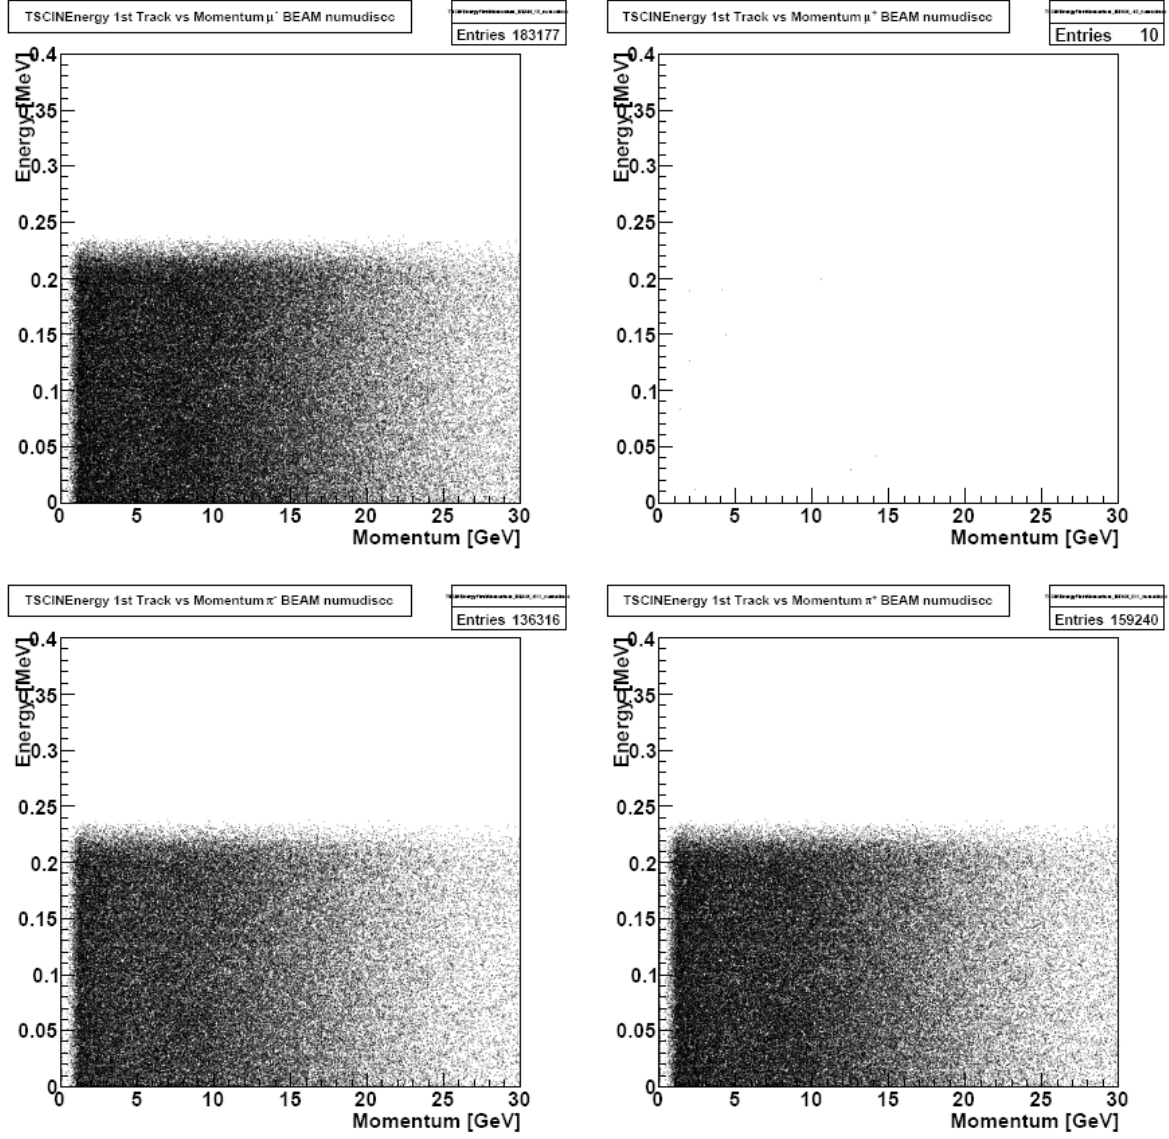 TSCINEnergy 1st Track vs Momentum μ⁻ BEAM numudiscc
Entries 183177
Energy [MeV]
0.4
0.35
0.3
0.25
0.2
0.15
0.1
0.05
0
0 5 10 15 20 25 30
Momentum [GeV]
TSCINEnergy 1st Track vs Momentum μ⁺ BEAM numudiscc
Entries 10
Energy [MeV]
0.4
0.35
0.3
0.25
0.2
0.15
0.1
0.05
0
0 5 10 15 20 25 30
Momentum [GeV]
TSCINEnergy 1st Track vs Momentum π⁻ BEAM numudiscc
Entries 136316
Energy [MeV]
0.4
0.35
0.3
0.25
0.2
0.15
0.1
0.05
0
0 5 10 15 20 25 30
Momentum [GeV]
TSCINEnergy 1st Track vs Momentum π⁺ BEAM numudiscc
Entries 159240
Energy [MeV]
0.4
0.35
0.3
0.25
0.2
0.15
0.1
0.05
0
0 5 10 15 20 25 30
Momentum [GeV]